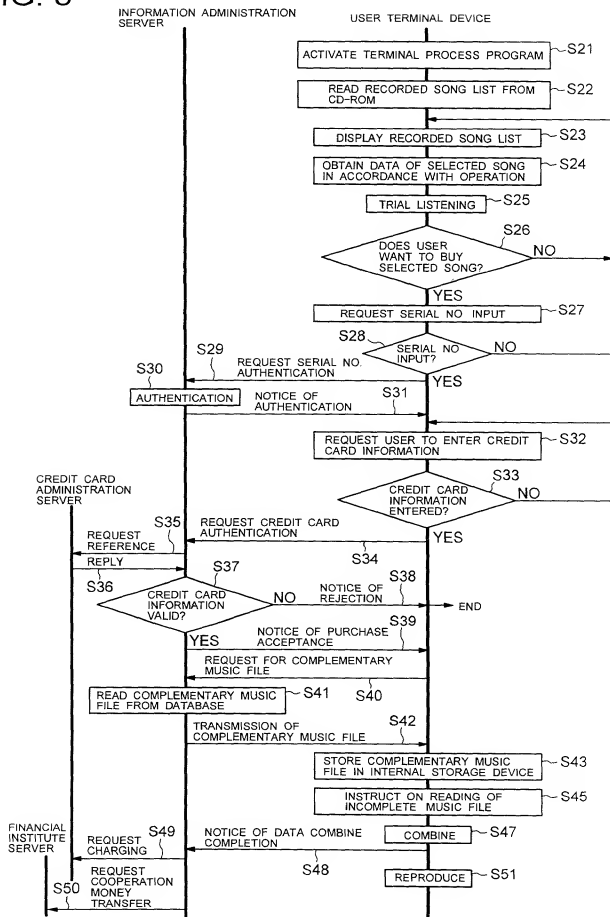 INFORMATION ADMINISTRATION
SERVER
USER TERMINAL DEVICE
ACTIVATE TERMINAL PROCESS PROGRAM
S21
READ RECORDED SONG LIST FROM
CD-ROM
S22
DISPLAY RECORDED SONG LIST
S23
OBTAIN DATA OF SELECTED SONG
IN ACCORDANCE WITH OPERATION
S24
TRIAL LISTENING
S25
S26
DOES USER
WANT TO BUY
SELECTED SONG?
NO
YES
REQUEST SERIAL NO INPUT
S27
S28
SERIAL NO
INPUT?
NO
YES
S29
REQUEST SERIAL NO.
AUTHENTICATION
S30
AUTHENTICATION
NOTICE OF
AUTHENTICATION
S31
REQUEST USER TO ENTER CREDIT
CARD INFORMATION
S32
S33
CREDIT CARD
INFORMATION
ENTERED?
NO
YES
CREDIT CARD
ADMINISTRATION
SERVER
REQUEST CREDIT CARD
AUTHENTICATION
S34
REQUEST
REFERENCE
S35
REPLY
S36
S37
CREDIT CARD
INFORMATION
VALID?
NO
NOTICE OF
REJECTION
S38
END
YES
NOTICE OF PURCHASE
ACCEPTANCE
S39
REQUEST FOR COMPLEMENTARY
MUSIC FILE
S40
READ COMPLEMENTARY MUSIC
FILE FROM DATABASE
S41
TRANSMISSION OF
COMPLEMENTARY MUSIC FILE
S42
STORE COMPLEMENTARY MUSIC
FILE IN INTERNAL STORAGE DEVICE
S43
INSTRUCT ON READING OF
INCOMPLETE MUSIC FILE
S45
COMBINE
S47
NOTICE OF DATA COMBINE
COMPLETION
S48
FINANCIAL
INSTITUTE
SERVER
REQUEST
CHARGING
S49
REPRODUCE
S51
REQUEST
COOPERATION
MONEY
TRANSFER
S50